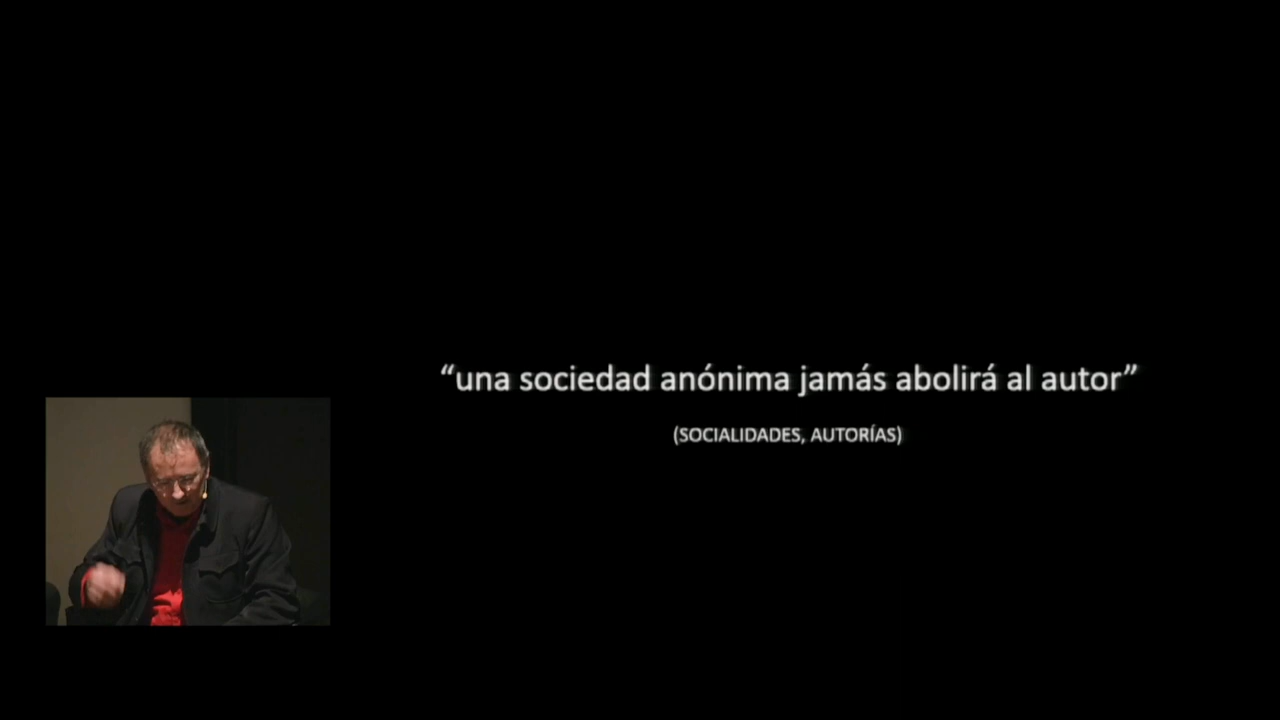 “una sociedad anónima jamás abolirá al autor”
(SOCIALIDADES, AUTORÍAS)